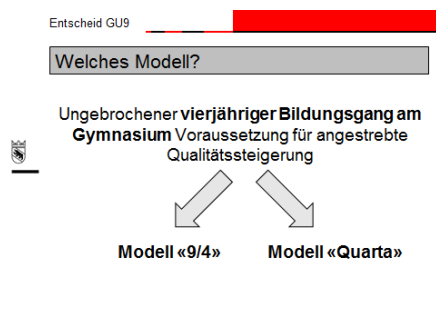 Entscheid GU9
Welches Modell?
Ungebrochener vierjähriger Bildungsgang am
Gymnasium Voraussetzung für angestrebte
Qualitätssteigerung
Modell «9/4» Modell «Quarta»